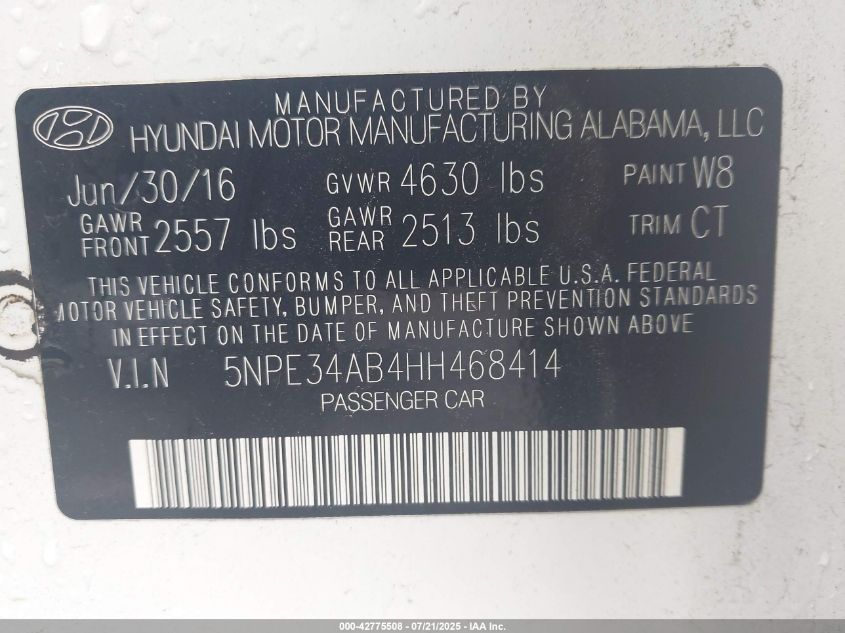 MANUFACTURED BY
HYUNDAI MOTOR MANUFACTURING ALABAMA, LLC
Jun/30/16 GVWR 4630 lbs PAINT W8
GAWR FRONT 2557 lbs GAWR REAR 2513 lbs TRIM CT
THIS VEHICLE CONFORMS TO ALL APPLICABLE U.S.A. FEDERAL
MOTOR VEHICLE SAFETY, BUMPER, AND THEFT PREVENTION STANDARDS
IN EFFECT ON THE DATE OF MANUFACTURE SHOWN ABOVE
V.I.N 5NPE34AB4HH468414
PASSENGER CAR
000-42775508 - 07/21/2025 - IAA Inc.